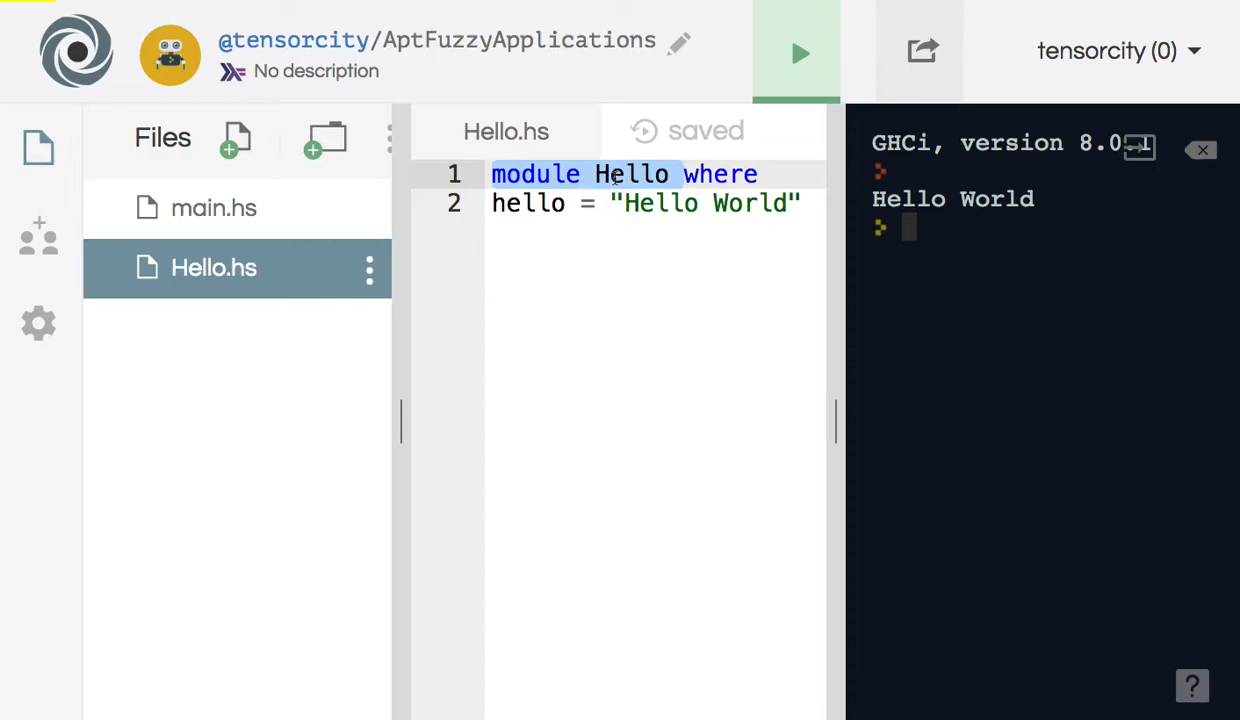 @tensorcity/AptFuzzyApplications
No description
tensorcity (0)
Files
main.hs
Hello.hs
Hello.hs
saved
1 module Hello where
2 hello = "Hello World"
GHCi, version 8.0.
Hello World
?